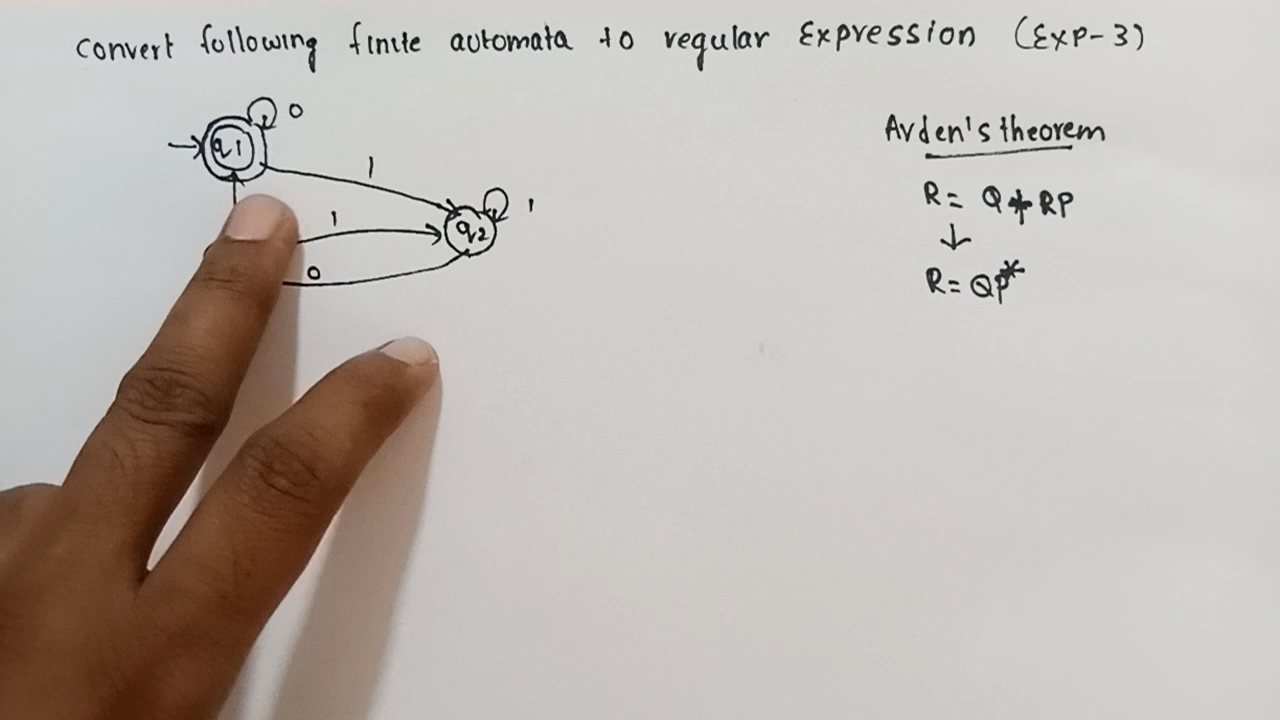 Convert following finite automata to regular Expression (Exp-3)
0
q1
1
1
q2
1
0
Arden's theorem
R = Q + RP
↓
R = QP*